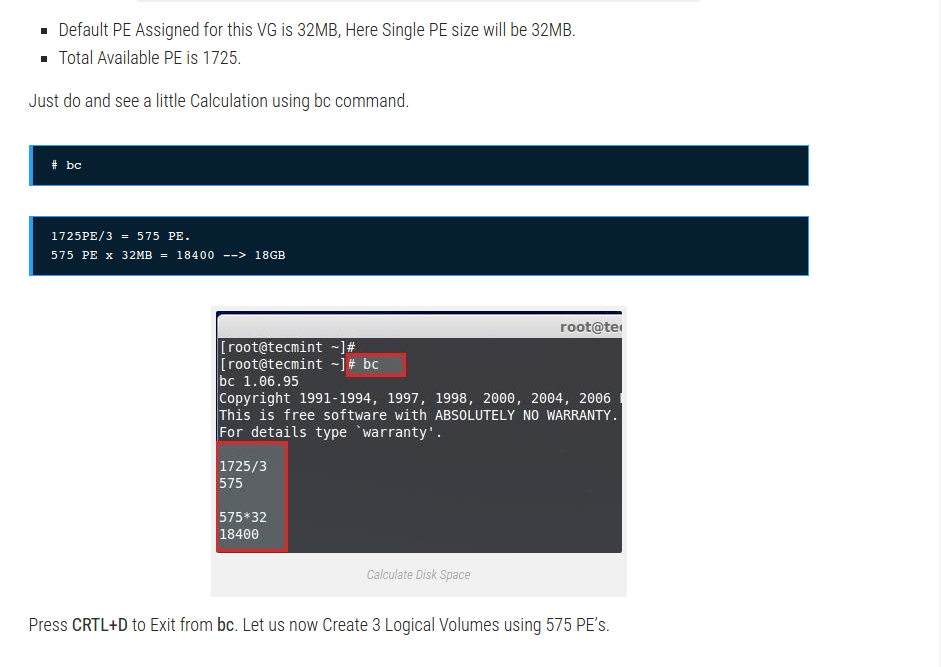 Default PE Assigned for this VG is 32MB, Here Single PE size will be 32MB.
Total Available PE is 1725.
Just do and see a little Calculation using bc command.
# bc
1725PE/3 = 575 PE.
575 PE x 32MB = 18400 --> 18GB
root@tec
[root@tecmint ~]#
[root@tecmint ~]# bc
bc 1.06.95
Copyright 1991-1994, 1997, 1998, 2000, 2004, 2006
This is free software with ABSOLUTELY NO WARRANTY.
For details type `warranty'.
1725/3
575
575*32
18400
Calculate Disk Space
Press CRTL+D to Exit from bc. Let us now Create 3 Logical Volumes using 575 PE’s.